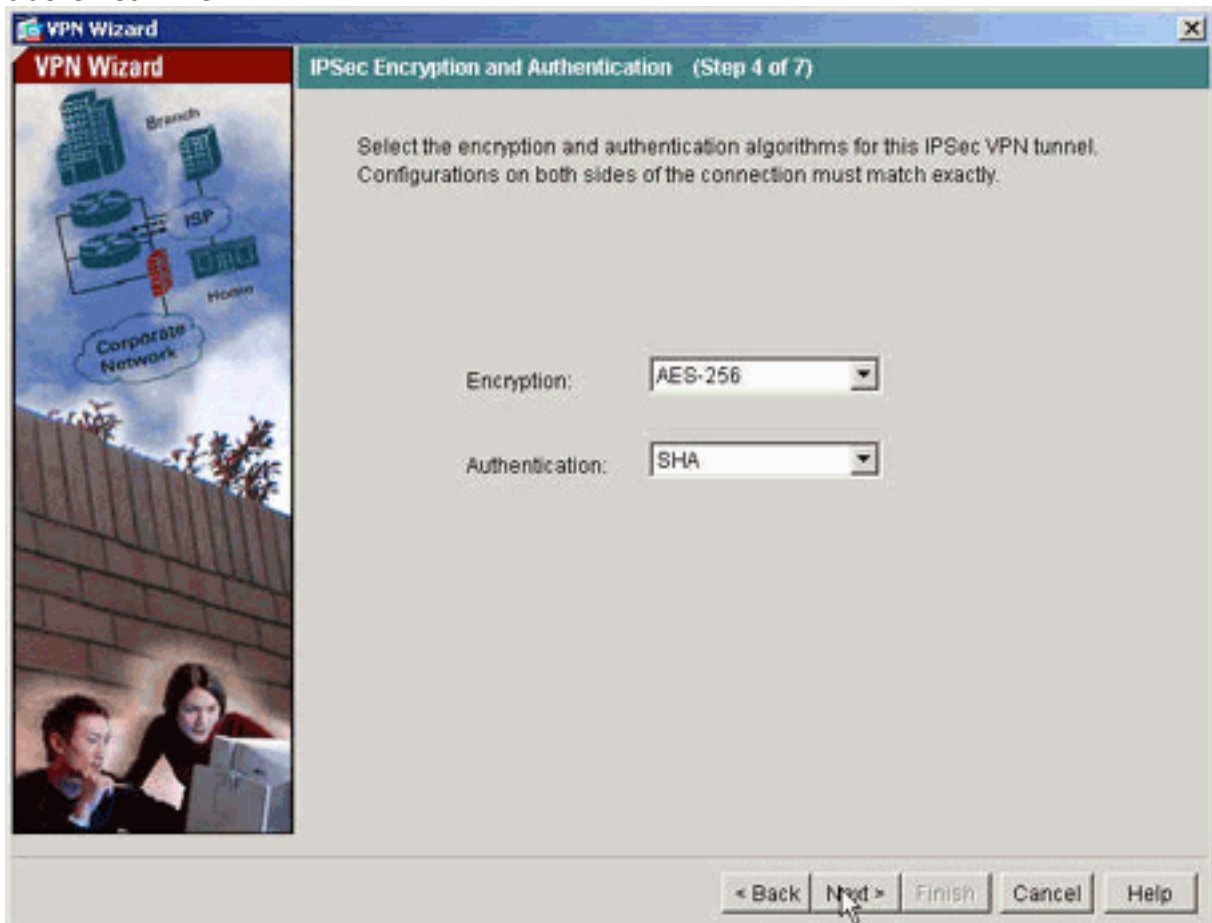 VPN Wizard
VPN Wizard
IPSec Encryption and Authentication (Step 4 of 7)
Branch
ISP
Home
Corporate
Network
Select the encryption and authentication algorithms for this IPSec VPN tunnel.
Configurations on both sides of the connection must match exactly.
Encryption: AES-256
Authentication: SHA
< Back Next > Finish Cancel Help